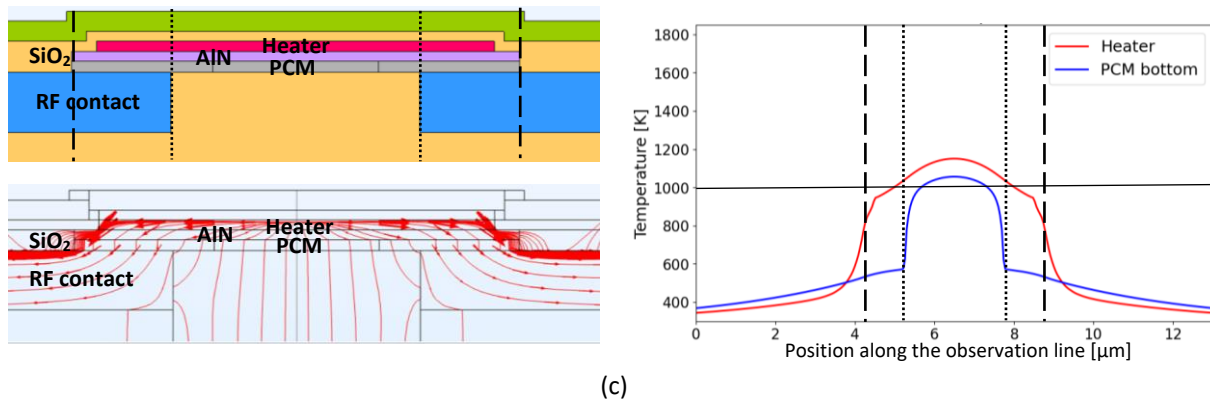 SiO2
Heater
AlN
PCM
RF contact
SiO2
Heater
AlN
PCM
RF contact
1800
1600
1400
1200
1000
800
600
400
Temperature [K]
Heater
PCM bottom
0 2 4 6 8 10 12
Position along the observation line [µm]
(c)